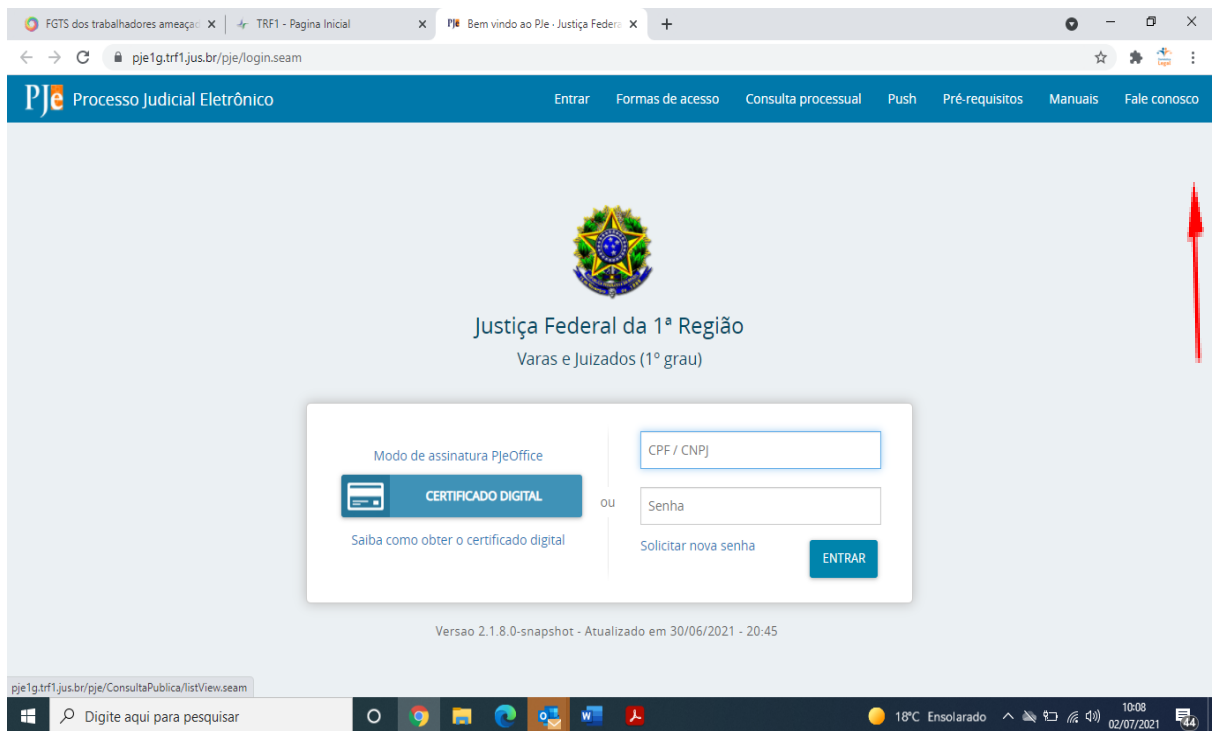 FGTS dos trabalhadores ameaçad
TRF1 - Pagina Inicial
PJe Bem vindo ao PJe · Justiça Federa
pje1g.trf1.jus.br/pje/login.seam
PJe Processo Judicial Eletrônico
Entrar Formas de acesso Consulta processual Push Pré-requisitos Manuais Fale conosco
Justiça Federal da 1ª Região
Varas e Juizados (1º grau)
Modo de assinatura PJeOffice
CERTIFICADO DIGITAL
Saiba como obter o certificado digital
ou
CPF / CNPJ
Senha
Solicitar nova senha
ENTRAR
Versao 2.1.8.0-snapshot - Atualizado em 30/06/2021 - 20:45
pje1g.trf1.jus.br/pje/ConsultaPublica/listView.seam
Digite aqui para pesquisar
18°C Ensolarado
10:08
02/07/2021
44